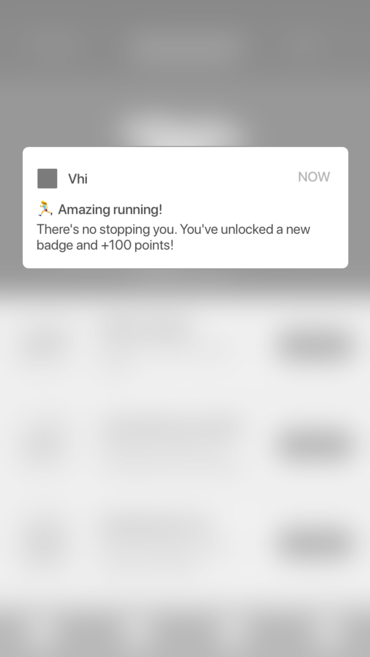 Vhi
NOW
🏃 Amazing running!
There's no stopping you. You've unlocked a new
badge and +100 points!